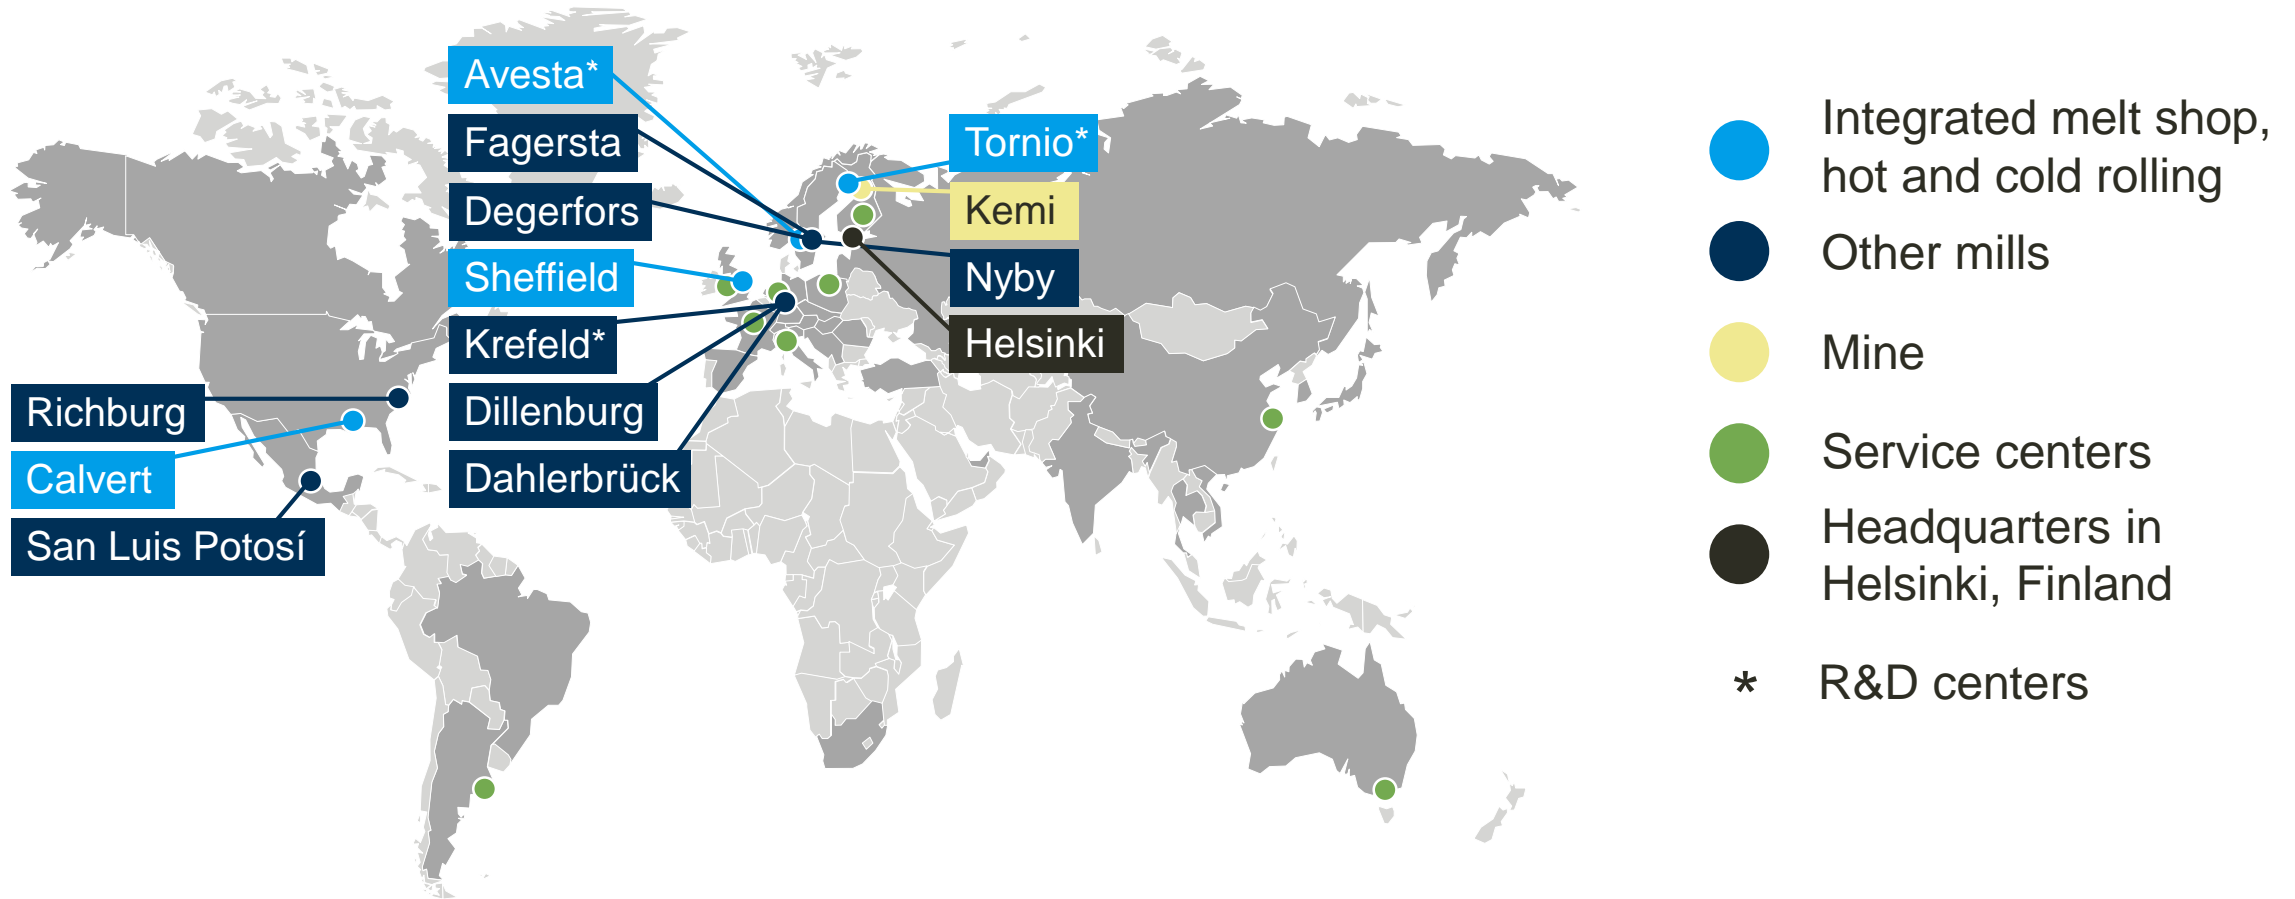 Avesta*
Fagersta
Degerfors
Sheffield
Krefeld*
Dillenburg
Dahlerbrück
Richburg
Calvert
San Luis Potosí
Tornio*
Kemi
Nyby
Helsinki
Integrated melt shop,
hot and cold rolling
Other mills
Mine
Service centers
Headquarters in
Helsinki, Finland
* R&D centers